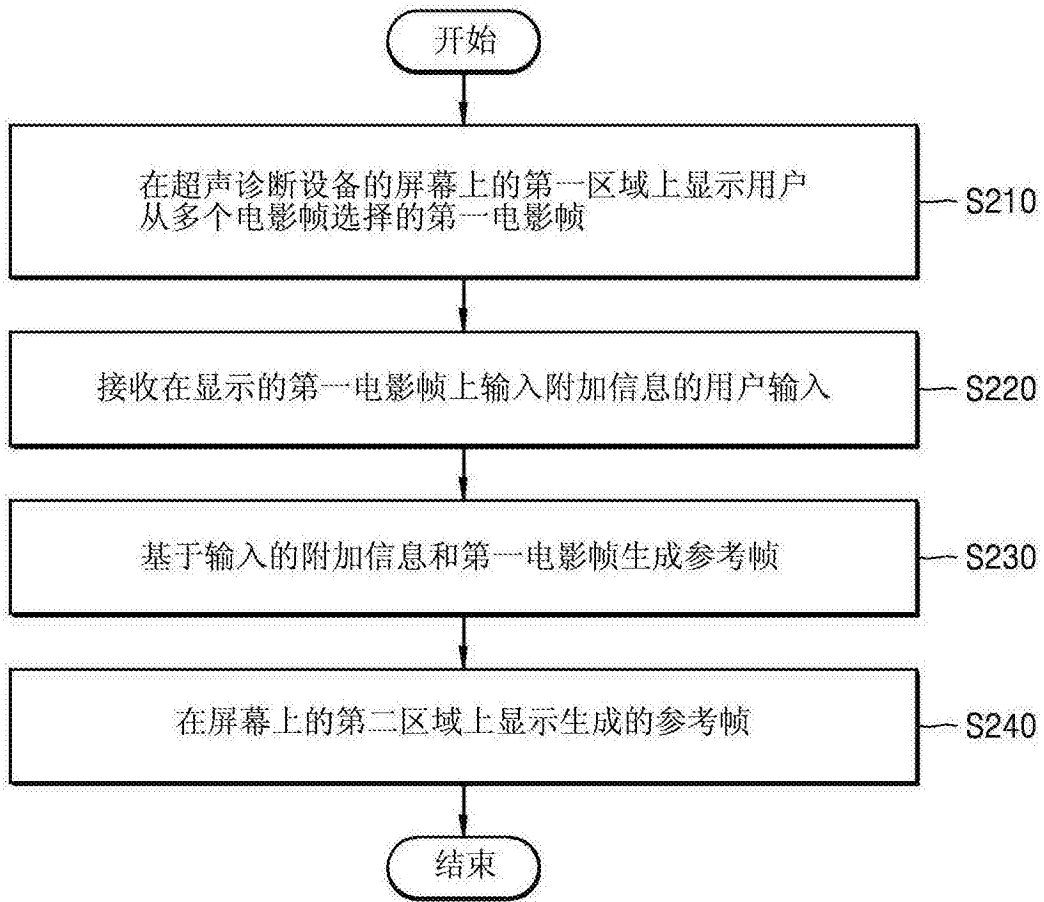 开始
在超声诊断设备的屏幕上的第一区域上显示用户
从多个电影帧选择的第一电影帧
S210
接收在显示的第一电影帧上输入附加信息的用户输入
S220
基于输入的附加信息和第一电影帧生成参考帧
S230
在屏幕上的第二区域上显示生成的参考帧
S240
结束